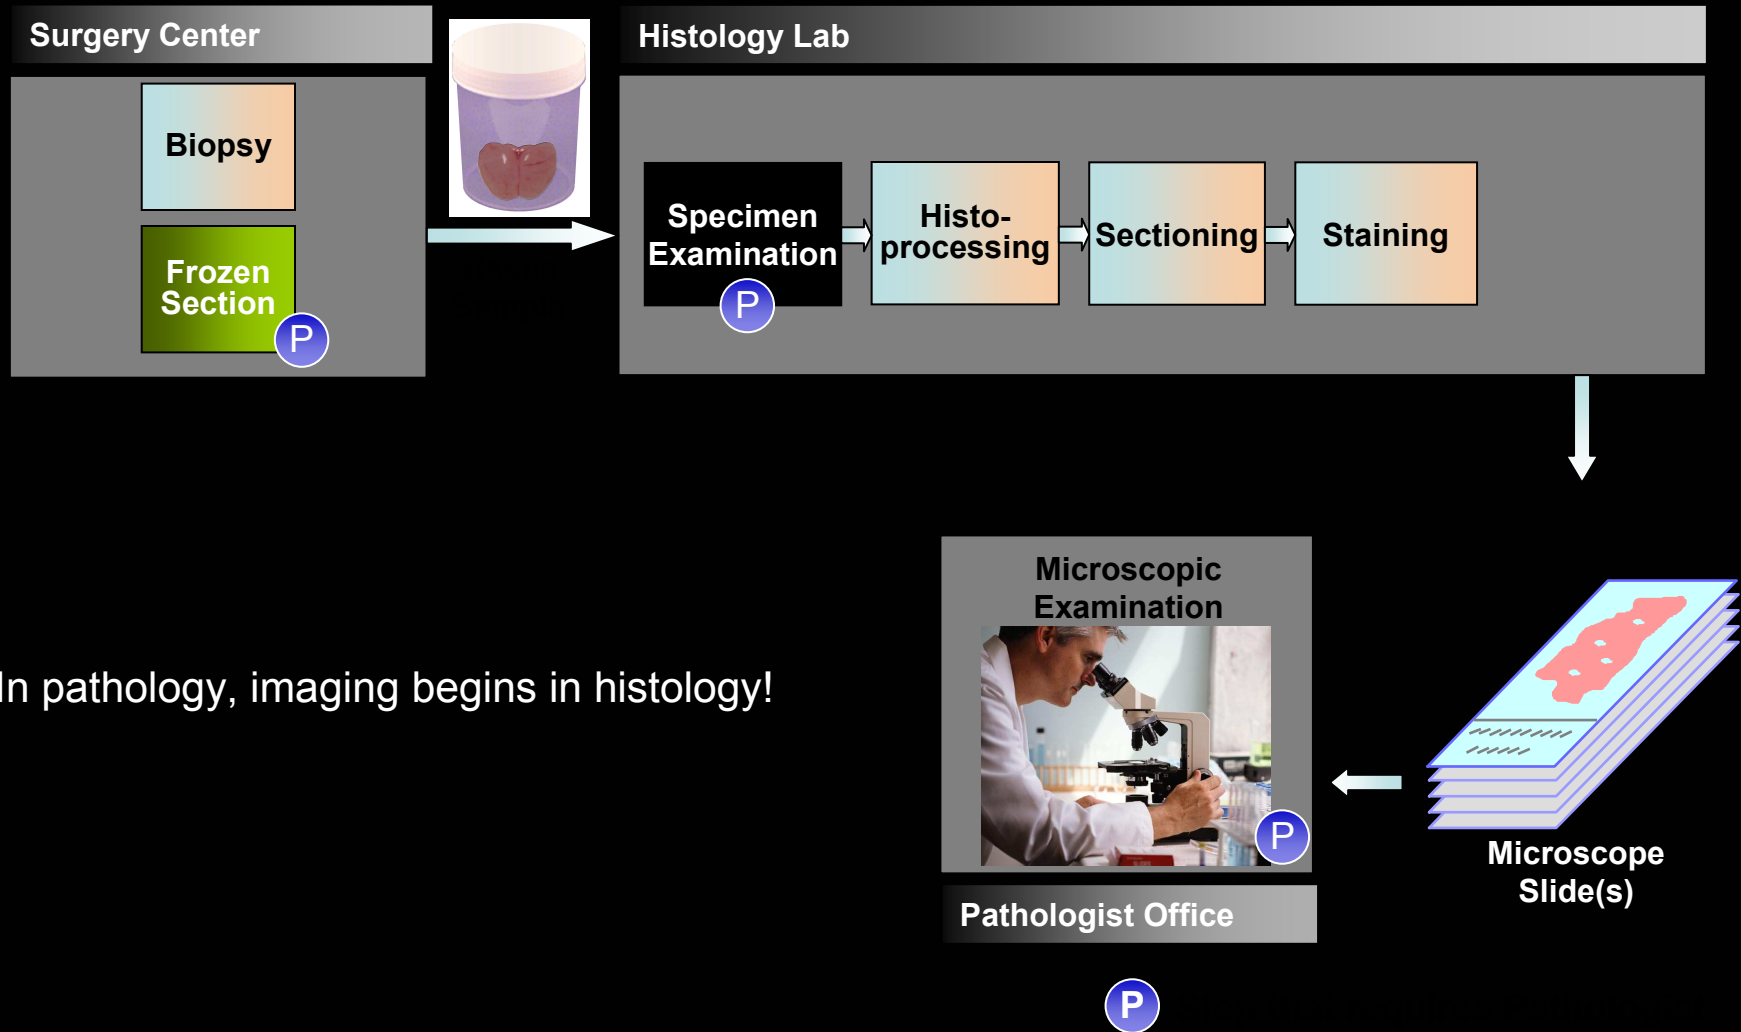 Surgery Center
Histology Lab
Biopsy
Frozen
Section
P
Specimen
Examination
P
Histo-
processing
Sectioning
Staining
In pathology, imaging begins in histology!
Microscopic
Examination
P
Pathologist Office
Microscope
Slide(s)
P